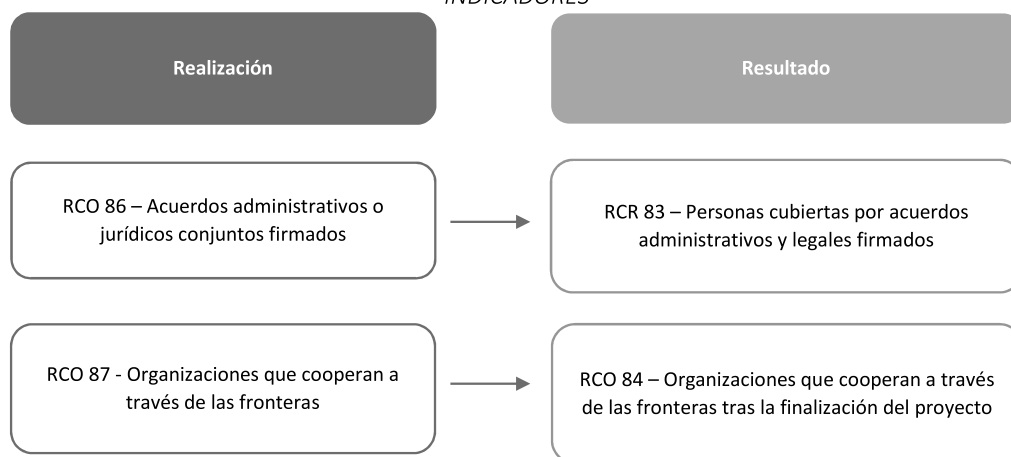 INDICADORES
Realización
Resultado
RCO 86 – Acuerdos administrativos o
jurídicos conjuntos firmados
RCR 83 – Personas cubiertas por acuerdos
administrativos y legales firmados
RCO 87 - Organizaciones que cooperan a
través de las fronteras
RCO 84 – Organizaciones que cooperan a través
de las fronteras tras la finalización del proyecto